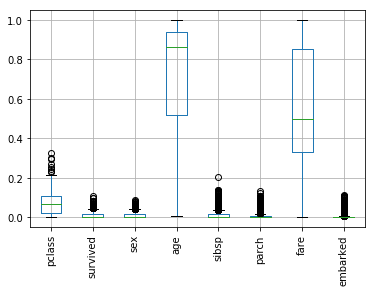 1.0
0.8
0.6
0.4
0.2
0.0
pclass
survived
sex
age
sibsp
parch
fare
embarked